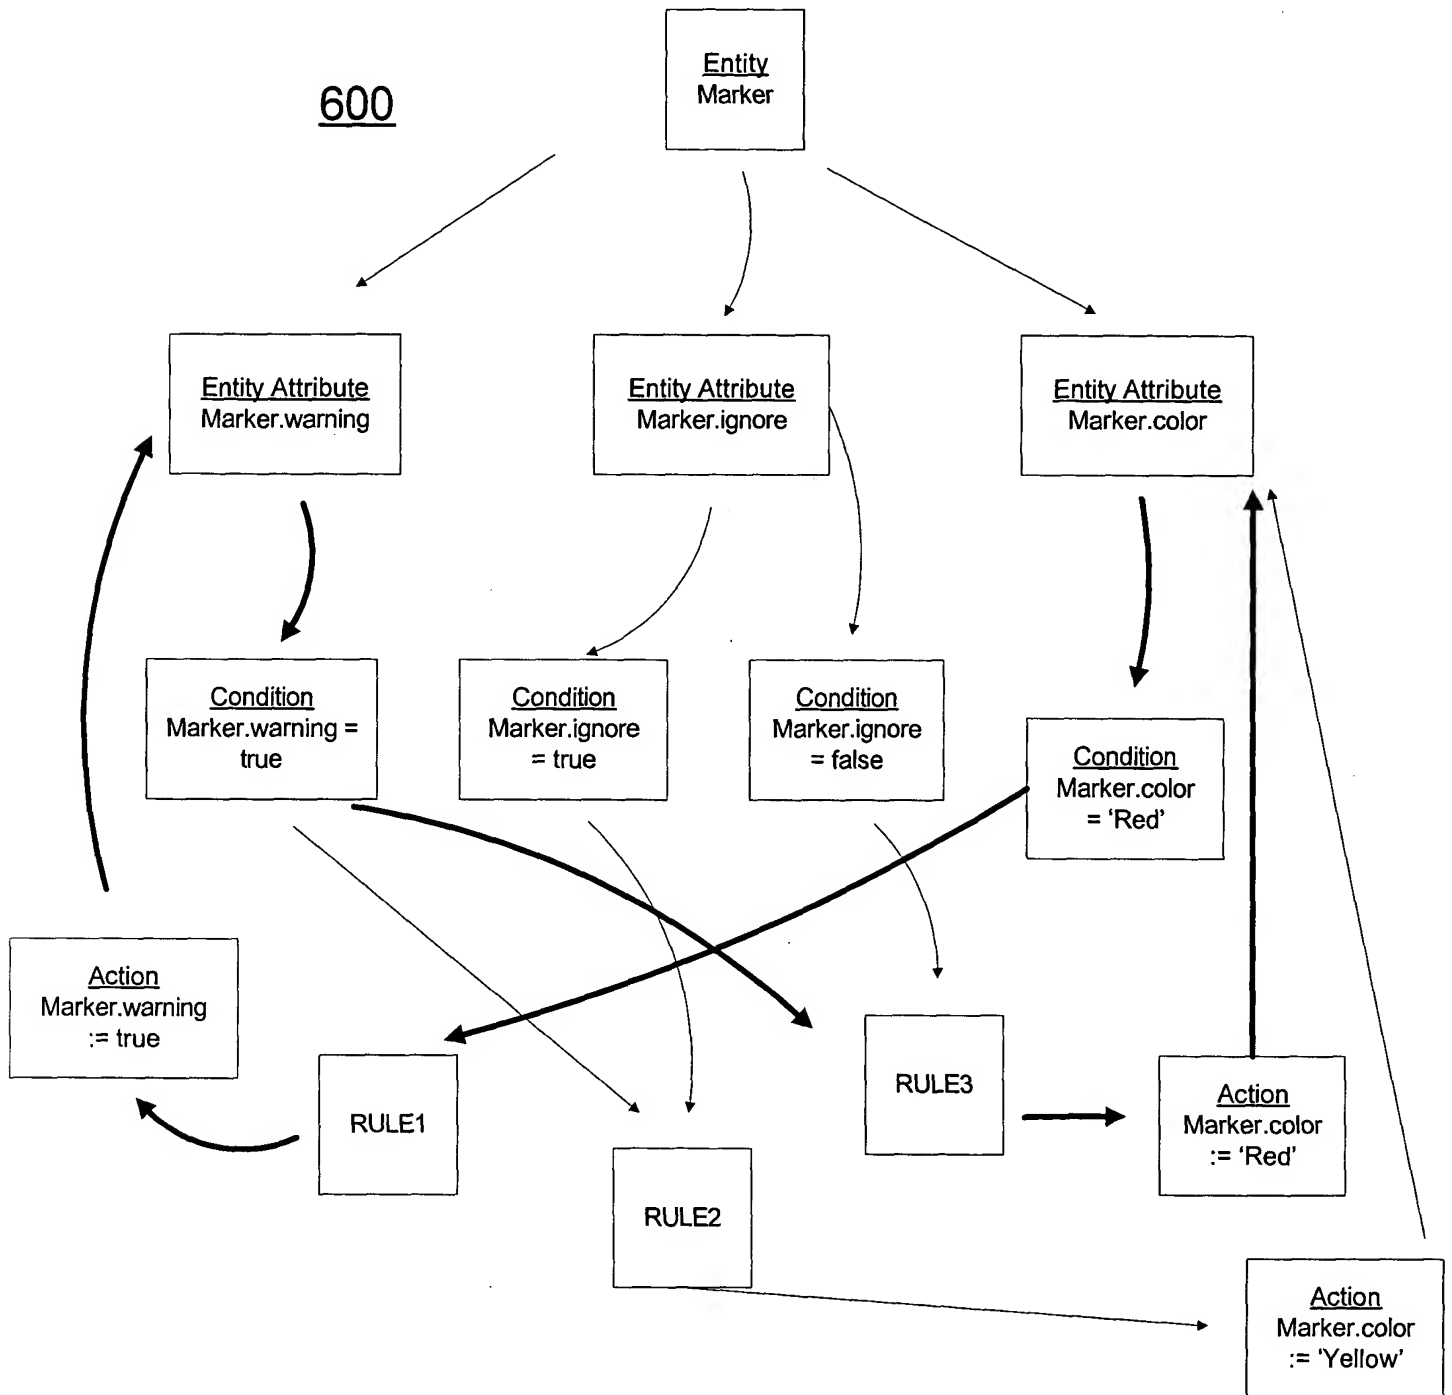 Entity
Marker
600
Entity Attribute
Marker.warning
Entity Attribute
Marker.ignore
Entity Attribute
Marker.color
Condition
Marker.warning =
true
Condition
Marker.ignore
= true
Condition
Marker.ignore
= false
Condition
Marker.color
= ‘Red’
Action
Marker.warning
:= true
RULE1
RULE2
RULE3
Action
Marker.color
:= ‘Red’
Action
Marker.color
:= ‘Yellow’